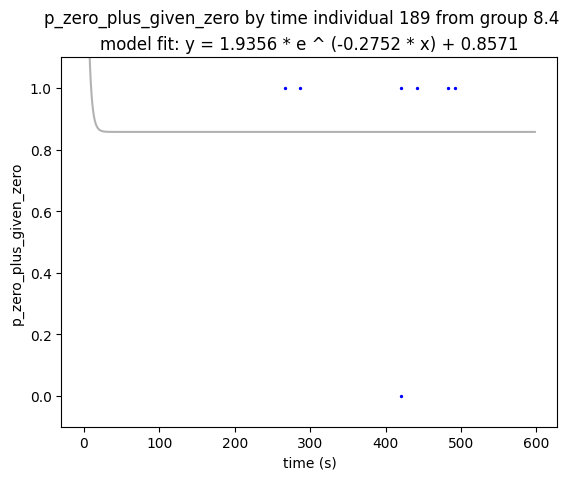 p_zero_plus_given_zero by time individual 189 from group 8.4
model fit: y = 1.9356 * e ^ (-0.2752 * x) + 0.8571
1.0
0.8
0.6
0.4
0.2
0.0
p_zero_plus_given_zero
0 100 200 300 400 500 600
time (s)